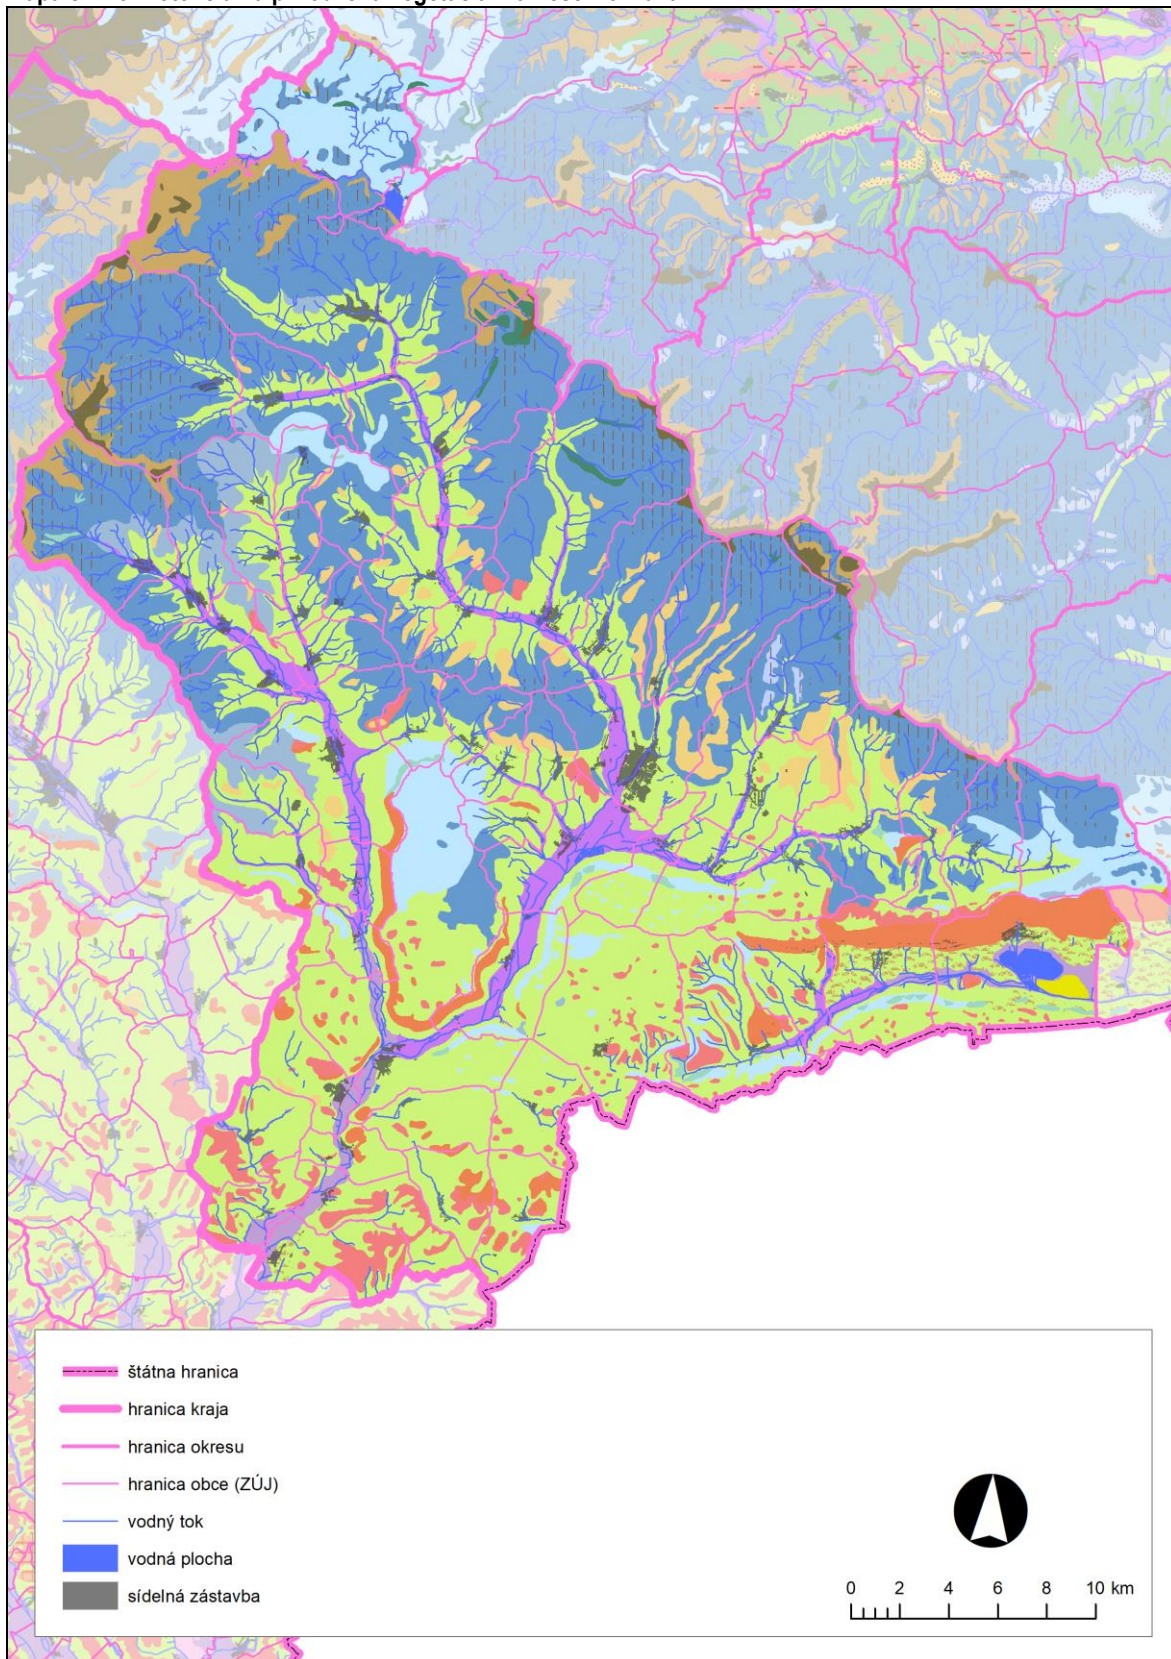 štátna hranica
hranica kraja
hranica okresu
hranica obce (ZÚJ)
vodný tok
vodná plocha
sídelná zástavba
0 2 4 6 8 10 km